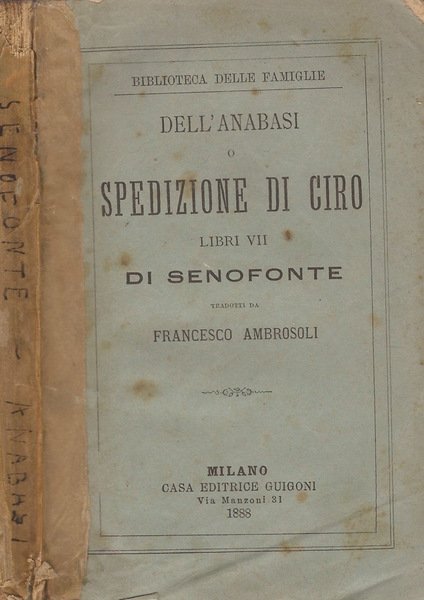 SENOFONTE - ANABASI
BIBLIOTECA DELLE FAMIGLIE
DELL'ANABASI
O
SPEDIZIONE DI CIRO
LIBRI VII
DI SENOFONTE
TRADOTTI DA
FRANCESCO AMBROSOLI
MILANO
CASA EDITRICE GUIGONI
Via Manzoni 31
1888